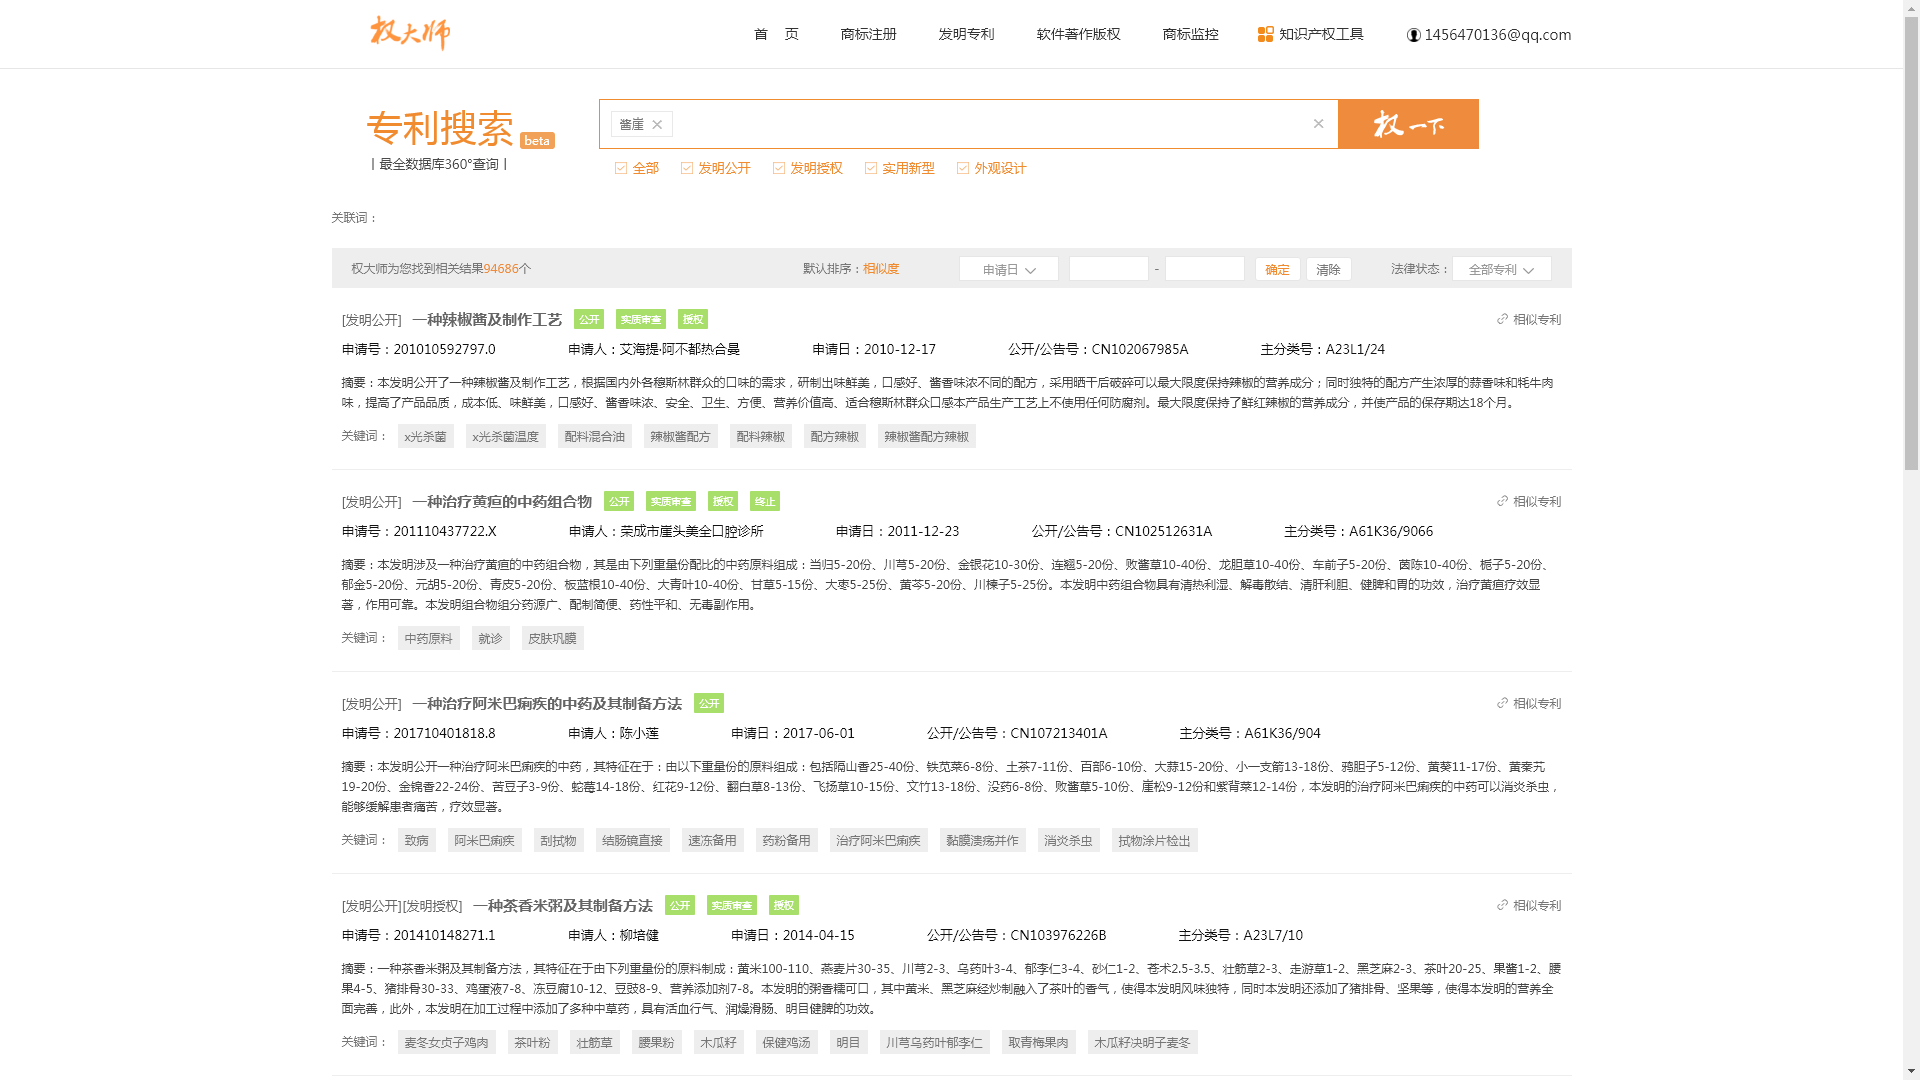 权大师
首 页 商标注册 发明专利 软件著作版权 商标监控 知识产权工具 1456470136@qq.com
专利搜索 beta
| 最全数据库360°查询 |
酱崖 × × 权一下
全部 发明公开 发明授权 实用新型 外观设计
关联词：
权大师为您找到相关结果94686个 默认排序：相似度 申请日 - 确定 清除 法律状态： 全部专利
[发明公开] 一种辣椒酱及制作工艺 公开 实质审查 授权 相似专利
申请号：201010592797.0 申请人：艾海提·阿不都热合曼 申请日：2010-12-17 公开/公告号：CN102067985A 主分类号：A23L1/24
摘要：本发明公开了一种辣椒酱及制作工艺，根据国内外各穆斯林群众的口味的需求，研制出味鲜美，口感好、酱香味浓不同的配方，采用晒干后破碎可以最大限度保持辣椒的营养成分；同时独特的配方产生浓厚的蒜香味和牦牛肉
味，提高了产品品质，成本低、味鲜美，口感好、酱香味浓、安全、卫生、方便、营养价值高、适合穆斯林群众口感本产品生产工艺上不使用任何防腐剂。最大限度保持了鲜红辣椒的营养成分，并使产品的保存期达18个月。
关键词： x光杀菌 x光杀菌温度 配料混合油 辣椒酱配方 配料辣椒 配方辣椒 辣椒酱配方辣椒
[发明公开] 一种治疗黄疸的中药组合物 公开 实质审查 授权 终止 相似专利
申请号：201110437722.X 申请人：荣成市崖头美全口腔诊所 申请日：2011-12-23 公开/公告号：CN102512631A 主分类号：A61K36/9066
摘要：本发明涉及一种治疗黄疸的中药组合物，其是由下列重量份配比的中药原料组成：当归5-20份、川芎5-20份、金银花10-30份、连翘5-20份、败酱草10-40份、龙胆草10-40份、车前子5-20份、茵陈10-40份、栀子5-20份、
郁金5-20份、元胡5-20份、青皮5-20份、板蓝根10-40份、大青叶10-40份、甘草5-15份、大枣5-25份、黄芩5-20份、川楝子5-25份。本发明中药组合物具有清热利湿、解毒散结、清肝利胆、健脾和胃的功效，治疗黄疸疗效显
著，作用可靠。本发明组合物组分药源广、配制简便、药性平和、无毒副作用。
关键词： 中药原料 就诊 皮肤巩膜
[发明公开] 一种治疗阿米巴痢疾的中药及其制备方法 公开 相似专利
申请号：201710401818.8 申请人：陈小莲 申请日：2017-06-01 公开/公告号：CN107213401A 主分类号：A61K36/904
摘要：本发明公开一种治疗阿米巴痢疾的中药，其特征在于：由以下重量份的原料组成：包括隔山香25-40份、铁苋菜6-8份、土茶7-11份、百部6-10份、大蒜15-20份、小一支箭13-18份、鸦胆子5-12份、黄葵11-17份、黄秦艽
19-20份、金锦香22-24份、苦豆子3-9份、蛇莓14-18份、红花9-12份、翻白草8-13份、飞扬草10-15份、文竹13-18份、没药6-8份、败酱草5-10份、崖松9-12份和紫背菜12-14份，本发明的治疗阿米巴痢疾的中药可以消炎杀虫，
能够缓解患者痛苦，疗效显著。
关键词： 致病 阿米巴痢疾 刮拭物 结肠镜直接 速冻备用 药粉备用 治疗阿米巴痢疾 黏膜溃疡并作 消炎杀虫 拭物涂片检出
[发明公开][发明授权] 一种茶香米粥及其制备方法 公开 实质审查 授权 相似专利
申请号：201410148271.1 申请人：柳培健 申请日：2014-04-15 公开/公告号：CN103976226B 主分类号：A23L7/10
摘要：一种茶香米粥及其制备方法，其特征在于由下列重量份的原料制成：黄米100-110、燕麦片30-35、川芎2-3、乌药叶3-4、郁李仁3-4、砂仁1-2、苍术2.5-3.5、壮筋草2-3、走游草1-2、黑芝麻2-3、茶叶20-25、果酱1-2、腰
果4-5、猪排骨30-33、鸡蛋液7-8、冻豆腐10-12、豆豉8-9、营养添加剂7-8。本发明的粥香糯可口，其中黄米、黑芝麻经炒制融入了茶叶的香气，使得本发明风味独特，同时本发明还添加了猪排骨、坚果等，使得本发明的营养全
面完善，此外，本发明在加工过程中添加了多种中草药，具有活血行气、润燥滑肠、明目健脾的功效。
关键词： 麦冬女贞子鸡肉 茶叶粉 壮筋草 腰果粉 木瓜籽 保健鸡汤 明目 川芎乌药叶郁李仁 取青梅果肉 木瓜籽决明子麦冬